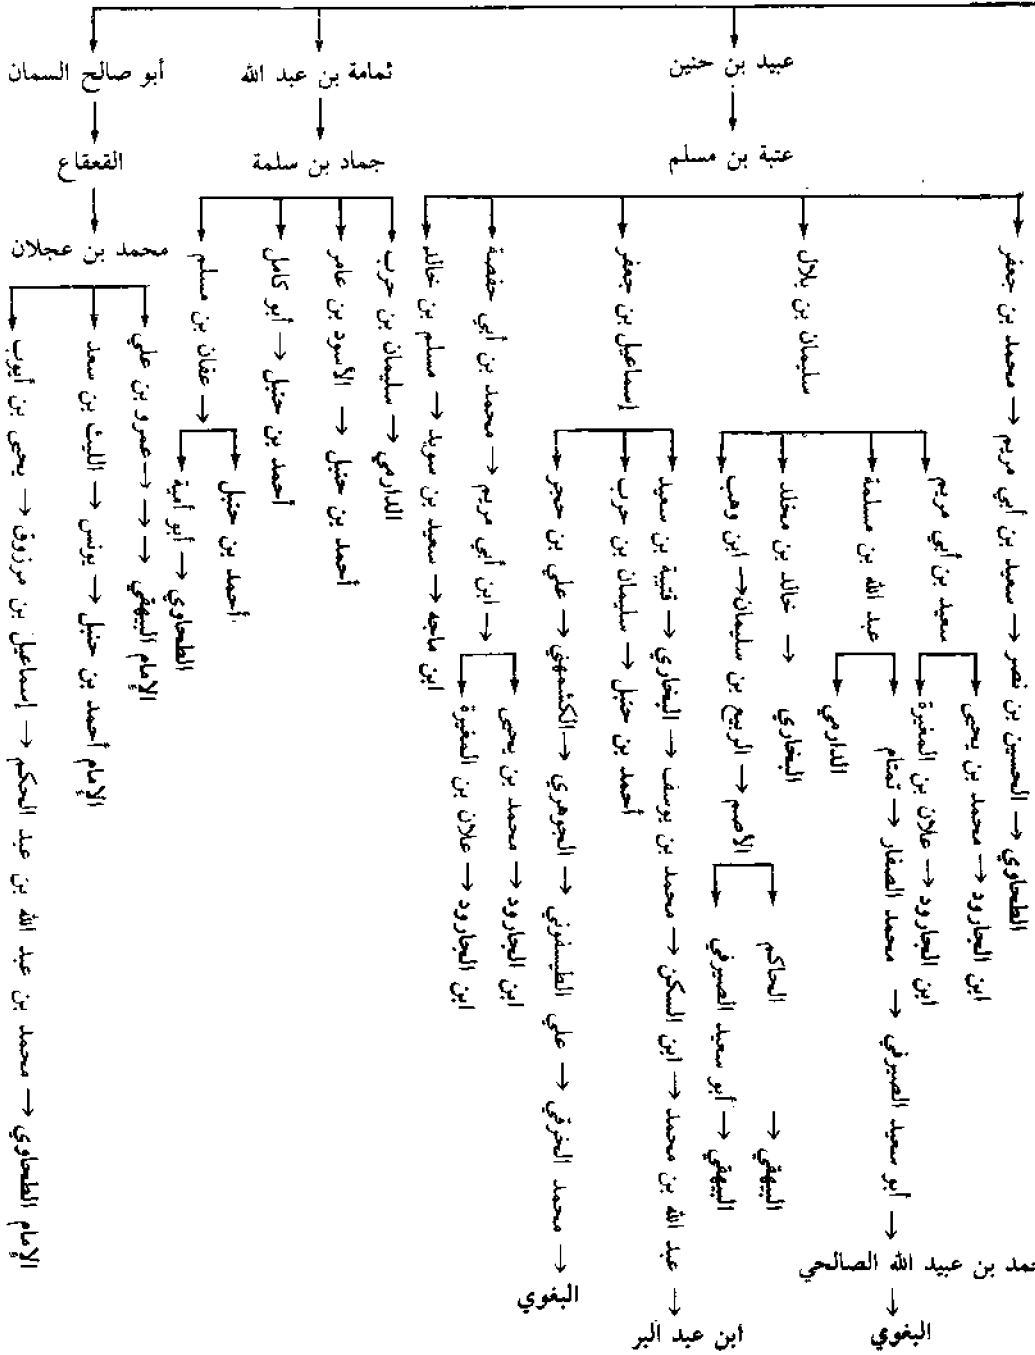 عبيد بن حنين
ثمامة بن عبد الله
أبو صالح السمان
عتبة بن مسلم
جماد بن سلمة
القعقاع
محمد بن عجلان
محمد بن جعفر → سعيد بن أبي مريم → الحسين بن نصر → الطحاوي
سليمان بن بلال
سعيد بن أبي مريم
محمد بن يحيى → ابن الجارود
علان بن المغيرة → ابن الجارود
عبد الله بن مسلمة
تمتام → محمد الصفار → أبو سعيد الصيرفي →
حمد بن عبيد الله الصالحي
البغوي
الدارمي
خالد بن مخلد → البخاري
ابن وهب → الربيع بن سليمان → الأصم
الحاكم → البيهقي
أبو سعيد الصيرفي → البيهقي
إسماعيل بن جعفر
قتيبة بن سعيد → البخاري → محمد بن يوسف → ابن السكن → عبد الله بن محمد →
ابن عبد البر
سليمان بن حرب → أحمد بن حنبل
علي بن حجر → الكشمهني → الجوهري → علي الطيسفوني → محمد الخرقي →
البغوي
محمد بن أبي حفصة → ابن أبي مريم →
محمد بن يحيى → ابن الجارود
علان بن المغيرة → ابن الجارود
مسلم بن خالد → سعيد بن سويد → ابن ماجه
سليمان بن حرب → الدارمي
الأسود بن عامر → أحمد بن حنبل
أبو كامل → أحمد بن حنبل
عفان بن مسلم →
أحمد بن حنبل
أبو أمية → الطحاوي
عمرو بن علي → → → الإمام البيهقي
الليث بن سعد → يونس → الإمام أحمد بن حنبل
يحيى بن أيوب → إسماعيل بن مرزوق → محمد بن عبد الله بن عبد الحكم → الإمام الطحاوي